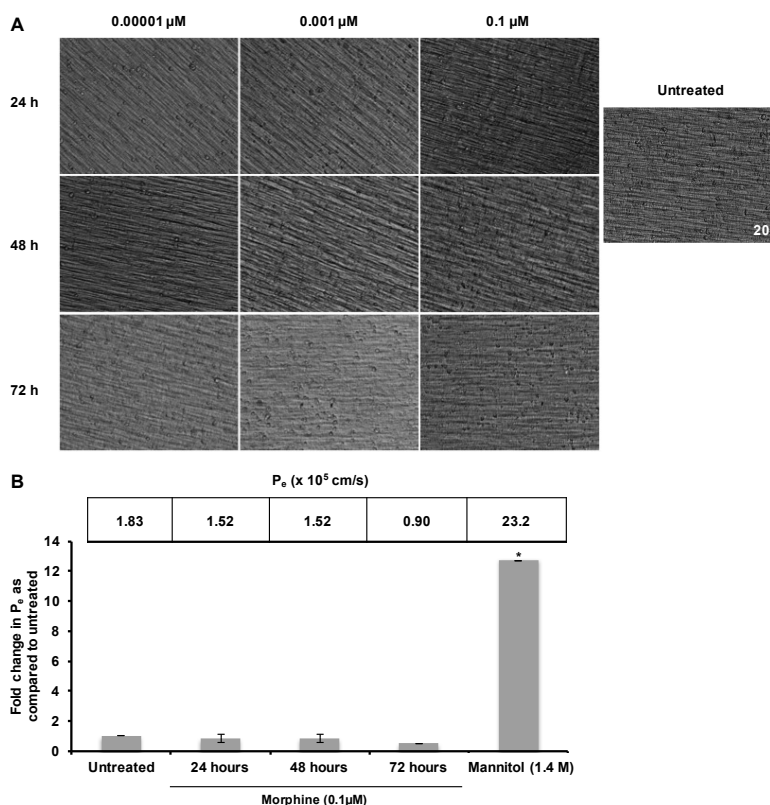 A
0.00001 µM 0.001 µM 0.1 µM
24 h
Untreated
20
48 h
72 h
B
Pₑ (x 10⁵ cm/s)
1.83 1.52 1.52 0.90 23.2
Fold change in Pₑ as
compared to untreated
14
12
10
8
6
4
2
0
*
Untreated 24 hours 48 hours 72 hours Mannitol (1.4 M)
Morphine (0.1µM)